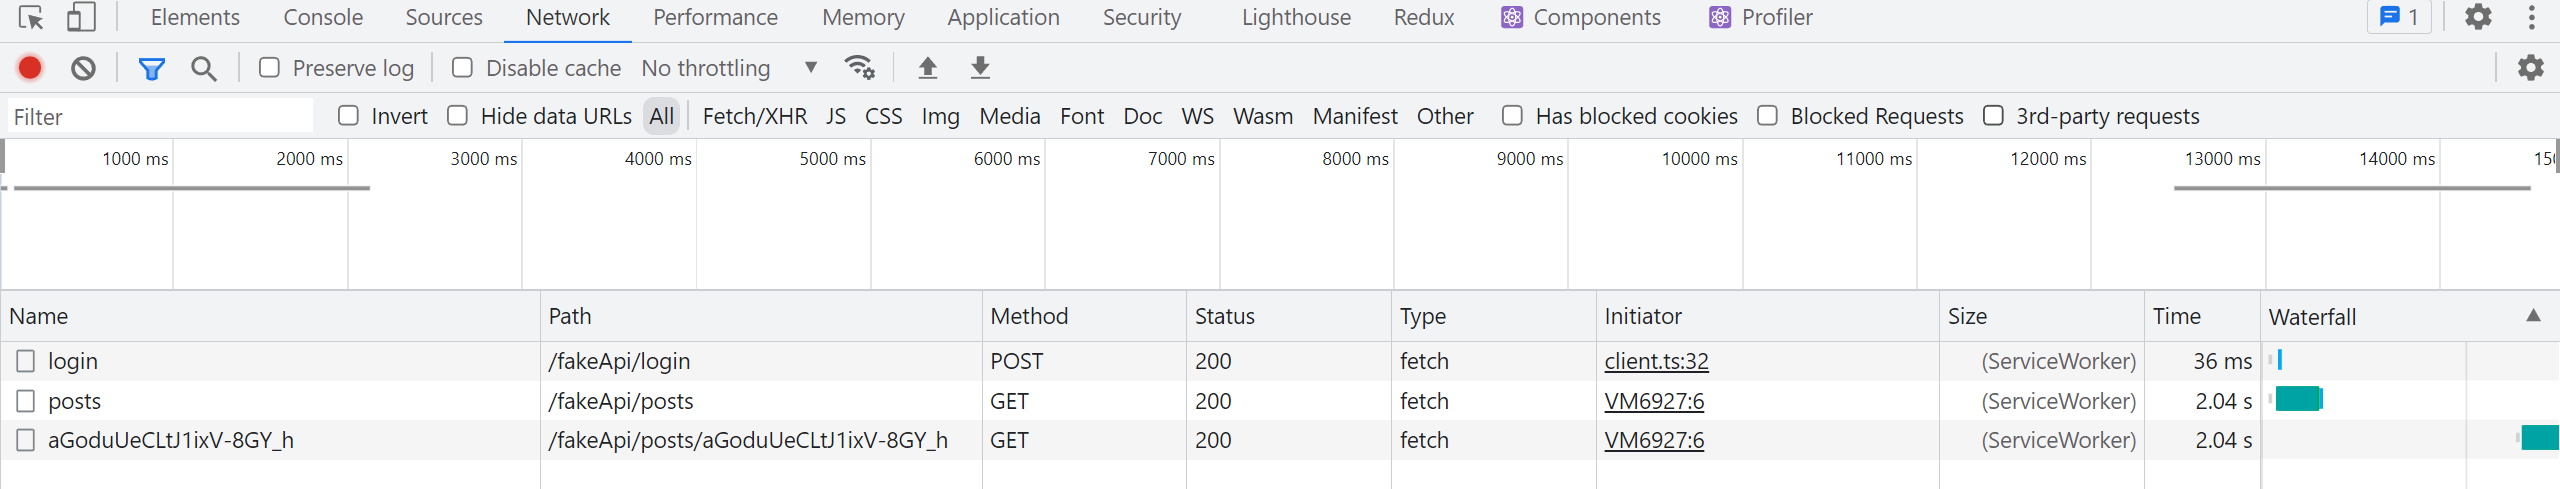 Elements Console Sources Network Performance Memory Application Security Lighthouse Redux Components Profiler 1
Preserve log Disable cache No throttling
Filter Invert Hide data URLs All Fetch/XHR JS CSS Img Media Font Doc WS Wasm Manifest Other Has blocked cookies Blocked Requests 3rd-party requests
1000 ms 2000 ms 3000 ms 4000 ms 5000 ms 6000 ms 7000 ms 8000 ms 9000 ms 10000 ms 11000 ms 12000 ms 13000 ms 14000 ms
Name Path Method Status Type Initiator Size Time Waterfall
login /fakeApi/login POST 200 fetch client.ts:32 (ServiceWorker) 36 ms
posts /fakeApi/posts GET 200 fetch VM6927:6 (ServiceWorker) 2.04 s
aGoduUeCLtJ1ixV-8GY_h /fakeApi/posts/aGoduUeCLtJ1ixV-8GY_h GET 200 fetch VM6927:6 (ServiceWorker) 2.04 s